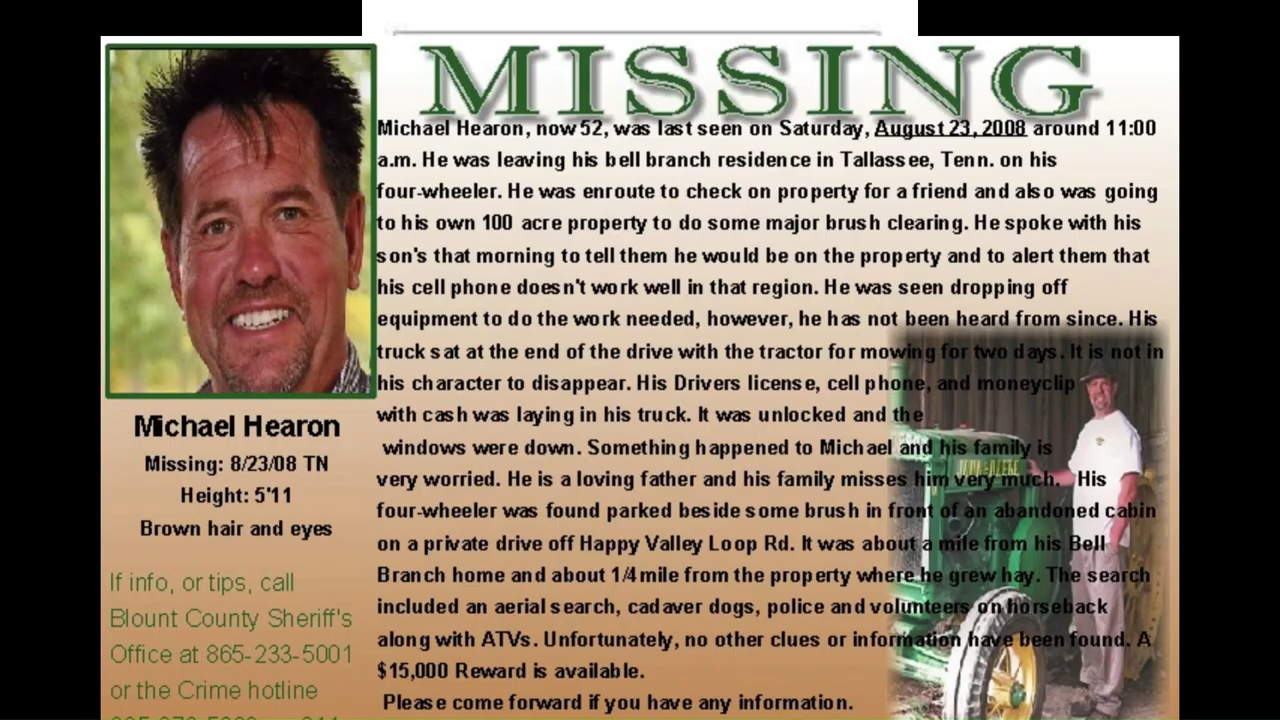 MISSING
Michael Hearon, now 52, was last seen on Saturday, August 23, 2008 around 11:00
a.m. He was leaving his bell branch residence in Tallassee, Tenn. on his
four-wheeler. He was enroute to check on property for a friend and also was going
to his own 100 acre property to do some major brush clearing. He spoke with his
son's that morning to tell them he would be on the property and to alert them that
his cell phone doesn't work well in that region. He was seen dropping off
equipment to do the work needed, however, he has not been heard from since. His
truck sat at the end of the drive with the tractor for mowing for two days. It is not in
his character to disappear. His Drivers license, cell phone, and moneyclip
with cash was laying in his truck. It was unlocked and the
windows were down. Something happened to Michael and his family is
very worried. He is a loving father and his family misses him very much. His
four-wheeler was found parked beside some brush in front of an abandoned cabin
on a private drive off Happy Valley Loop Rd. It was about a mile from his Bell
Branch home and about 1/4 mile from the property where he grew hay. The search
included an aerial search, cadaver dogs, police and volunteers on horseback
along with ATVs. Unfortunately, no other clues or information have been found. A
$15,000 Reward is available.
Please come forward if you have any information.
Michael Hearon
Missing: 8/23/08 TN
Height: 5'11
Brown hair and eyes
If info, or tips, call
Blount County Sheriff's
Office at 865-233-5001
or the Crime hotline
JOHN DEERE